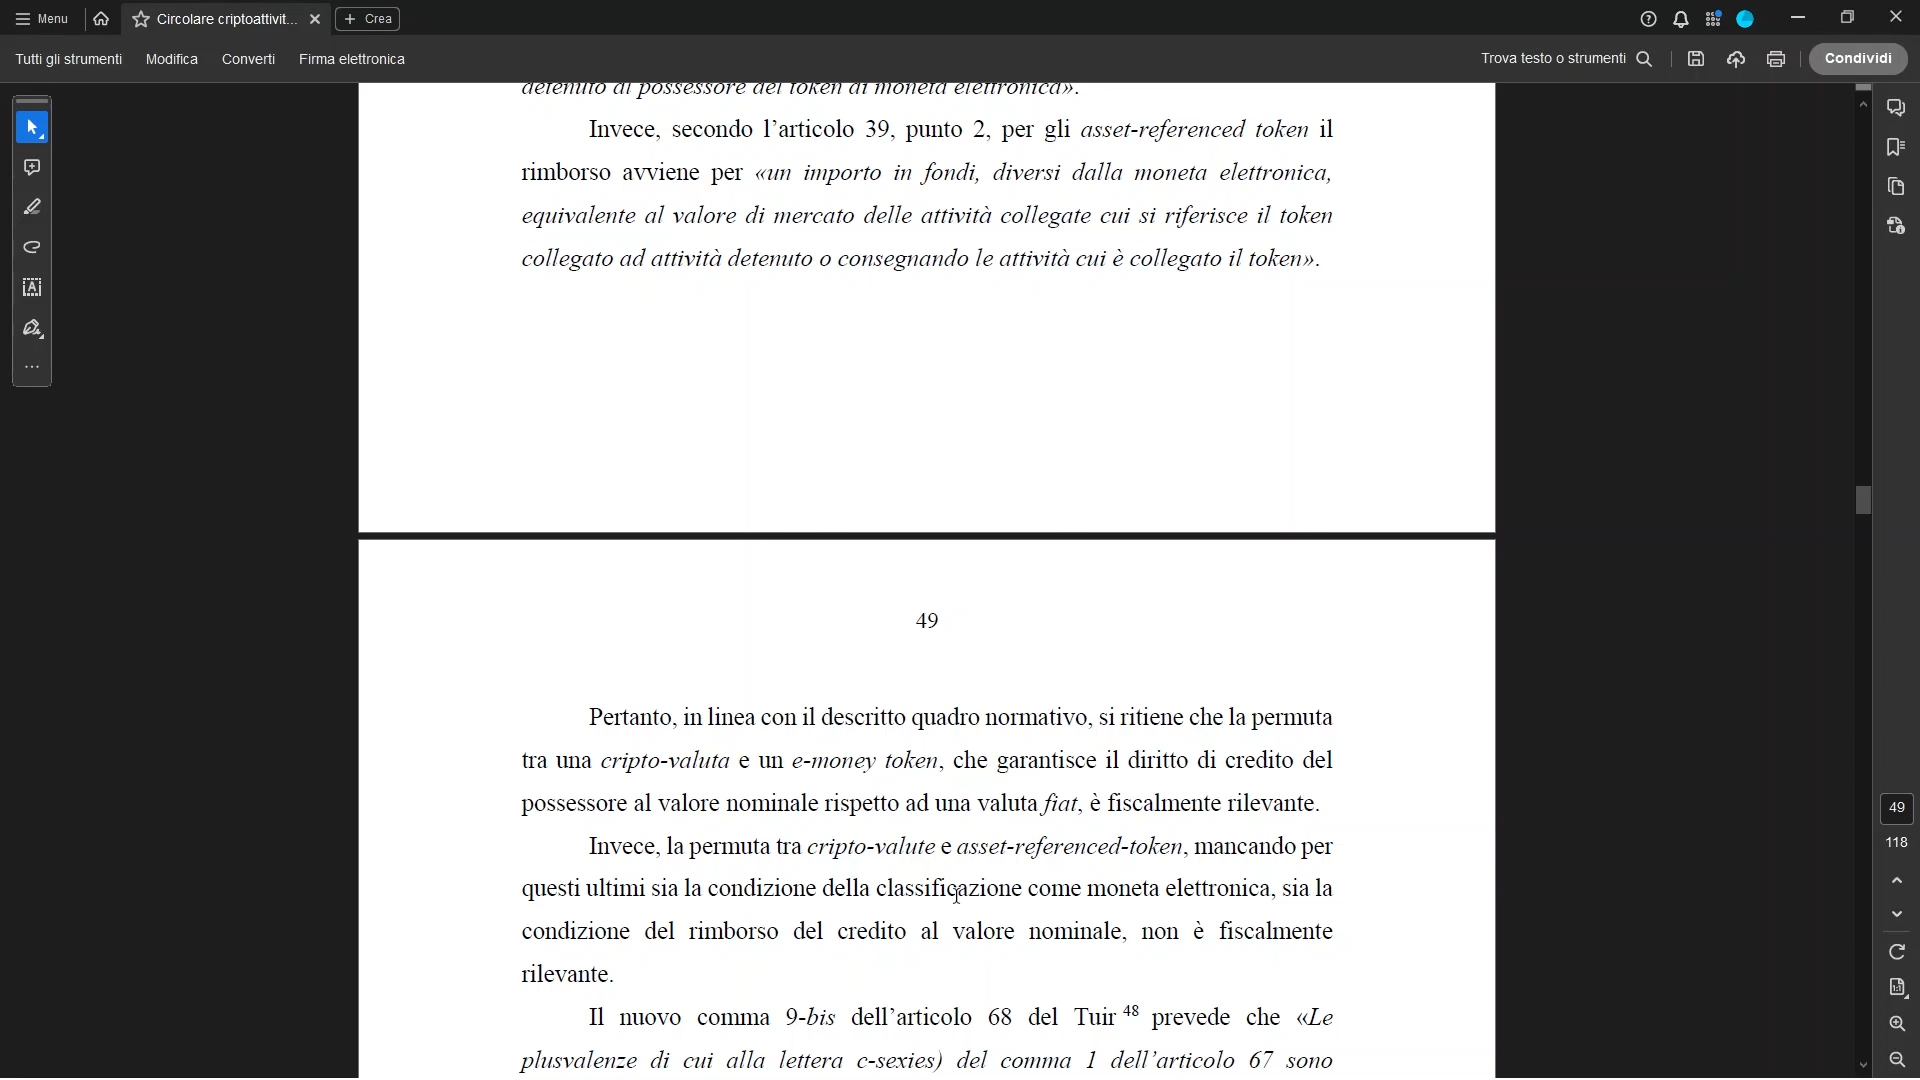 Menu
Circolare criptoattivit...
Crea
Tutti gli strumenti
Modifica
Converti
Firma elettronica
Trova testo o strumenti
Condividi
detenuto al possessore del token di moneta elettronica».
Invece, secondo l’articolo 39, punto 2, per gli asset-referenced token il
rimborso avviene per «un importo in fondi, diversi dalla moneta elettronica,
equivalente al valore di mercato delle attività collegate cui si riferisce il token
collegato ad attività detenuto o consegnando le attività cui è collegato il token».
49
Pertanto, in linea con il descritto quadro normativo, si ritiene che la permuta
tra una cripto-valuta e un e-money token, che garantisce il diritto di credito del
possessore al valore nominale rispetto ad una valuta fiat, è fiscalmente rilevante.
Invece, la permuta tra cripto-valute e asset-referenced-token, mancando per
questi ultimi sia la condizione della classificazione come moneta elettronica, sia la
condizione del rimborso del credito al valore nominale, non è fiscalmente
rilevante.
Il nuovo comma 9-bis dell’articolo 68 del Tuir 48 prevede che «Le
plusvalenze di cui alla lettera c-sexies) del comma 1 dell’articolo 67 sono
49
118